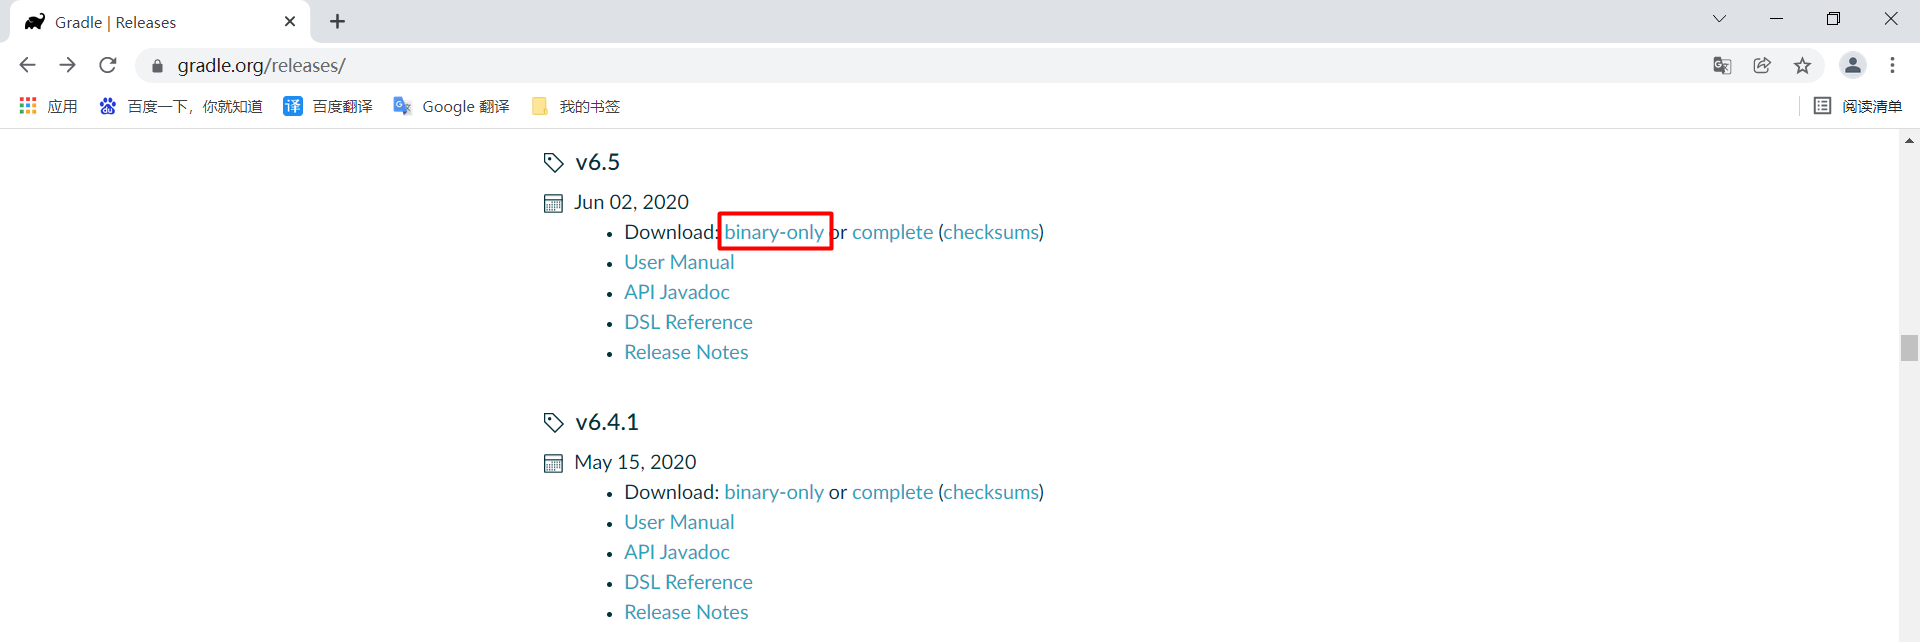 Gradle | Releases
gradle.org/releases/
应用 百度一下，你就知道 译 百度翻译 Google 翻译 我的书签 阅读清单
v6.5
Jun 02, 2020
Download: binary-only or complete (checksums)
User Manual
API Javadoc
DSL Reference
Release Notes
v6.4.1
May 15, 2020
Download: binary-only or complete (checksums)
User Manual
API Javadoc
DSL Reference
Release Notes